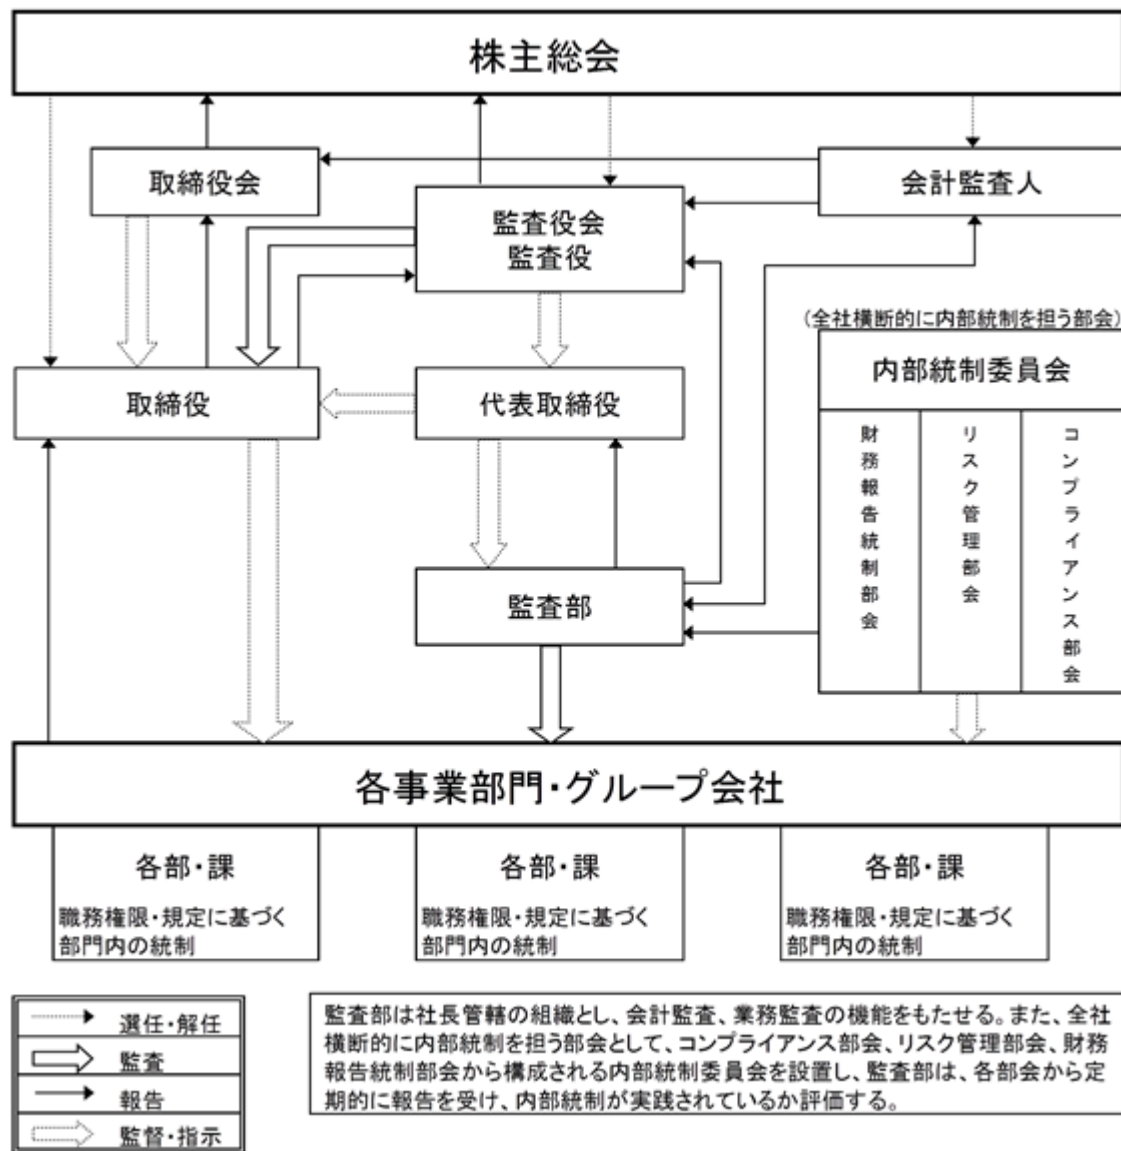 株主総会
取締役会
会計監査人
監査役会
監査役
(全社横断的に内部統制を担う部会)
内部統制委員会
取締役
代表取締役
財務報告統制部会
リスク管理部会
コンプライアンス部会
監査部
各事業部門・グループ会社
各部・課
職務権限・規定に基づく
部門内の統制
各部・課
職務権限・規定に基づく
部門内の統制
各部・課
職務権限・規定に基づく
部門内の統制
選任・解任
監査
報告
監督・指示
監査部は社長管轄の組織とし、会計監査、業務監査の機能をもたせる。また、全社
横断的に内部統制を担う部会として、コンプライアンス部会、リスク管理部会、財務
報告統制部会から構成される内部統制委員会を設置し、監査部は、各部会から定
期的に報告を受け、内部統制が実践されているか評価する。